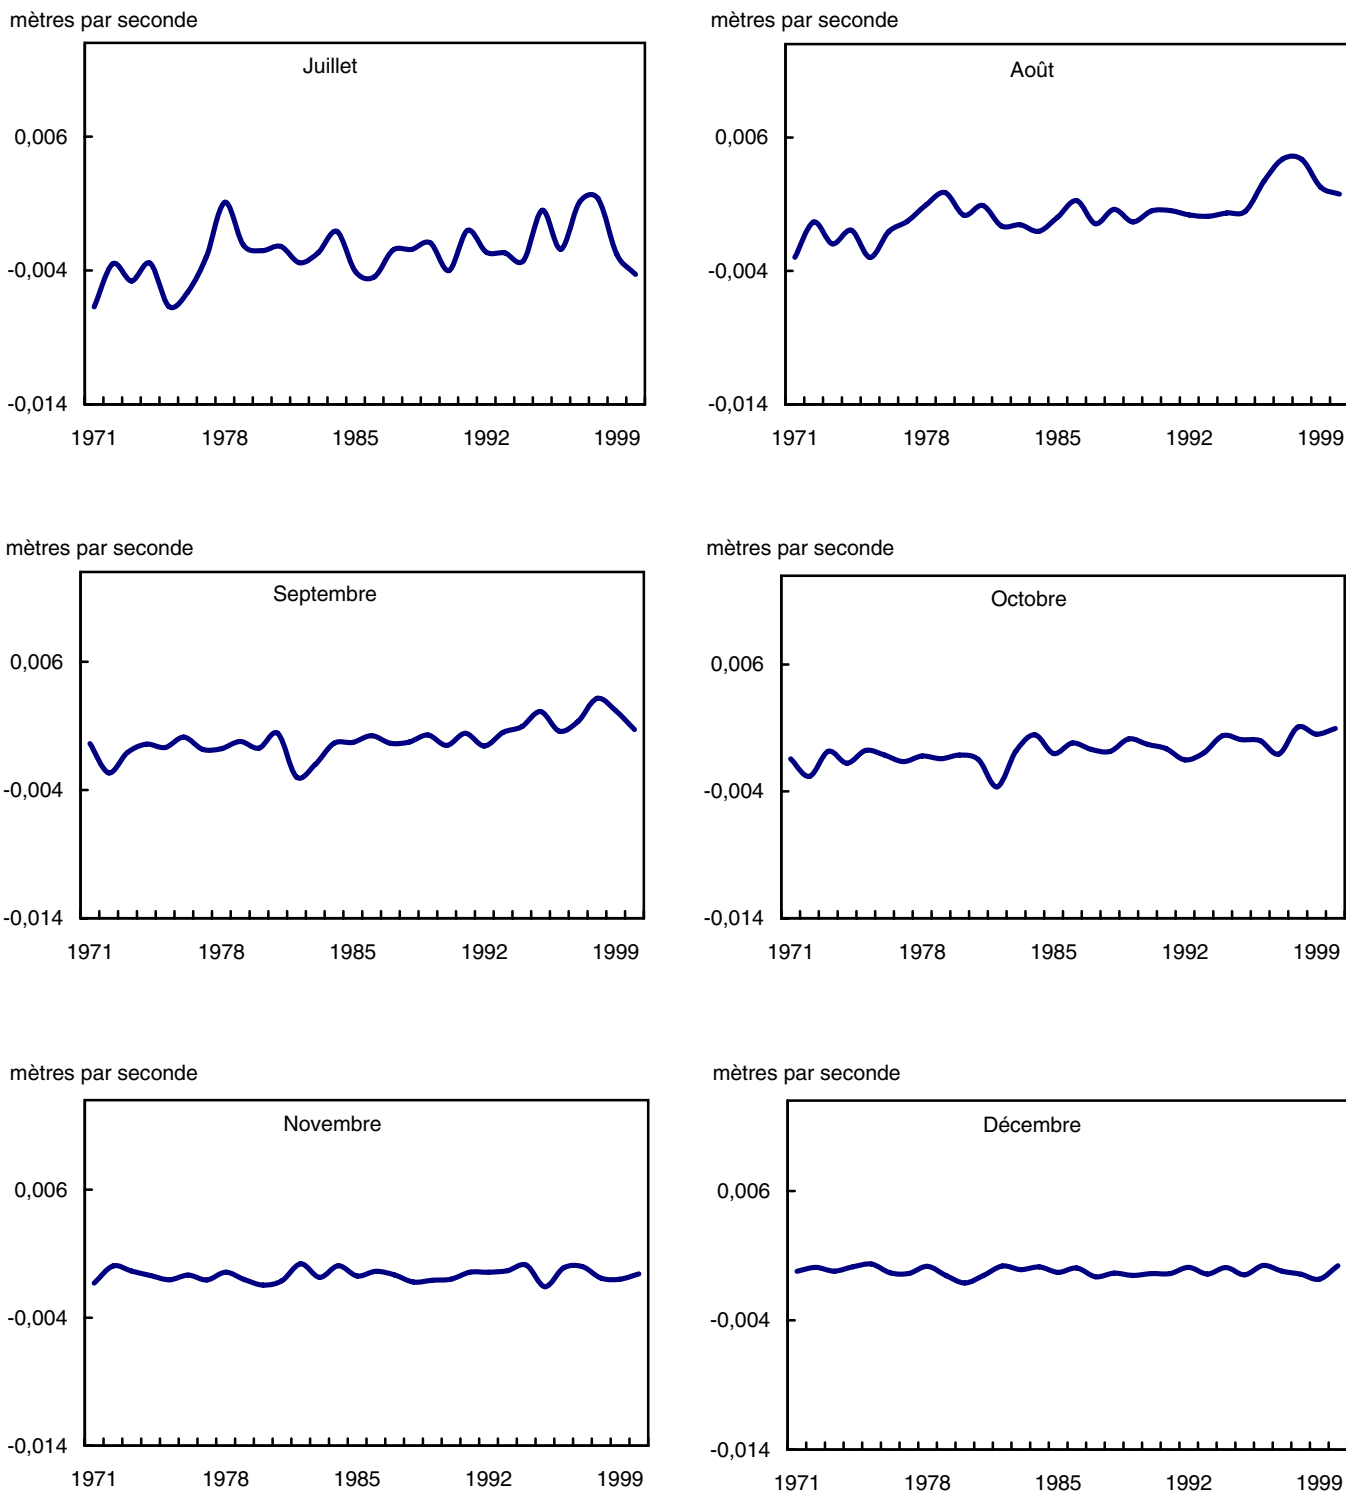 mètres par seconde
Juillet
0,006
-0,004
-0,014
1971 1978 1985 1992 1999
mètres par seconde
Août
0,006
-0,004
-0,014
1971 1978 1985 1992 1999
mètres par seconde
Septembre
0,006
-0,004
-0,014
1971 1978 1985 1992 1999
mètres par seconde
Octobre
0,006
-0,004
-0,014
1971 1978 1985 1992 1999
mètres par seconde
Novembre
0,006
-0,004
-0,014
1971 1978 1985 1992 1999
mètres par seconde
Décembre
0,006
-0,004
-0,014
1971 1978 1985 1992 1999